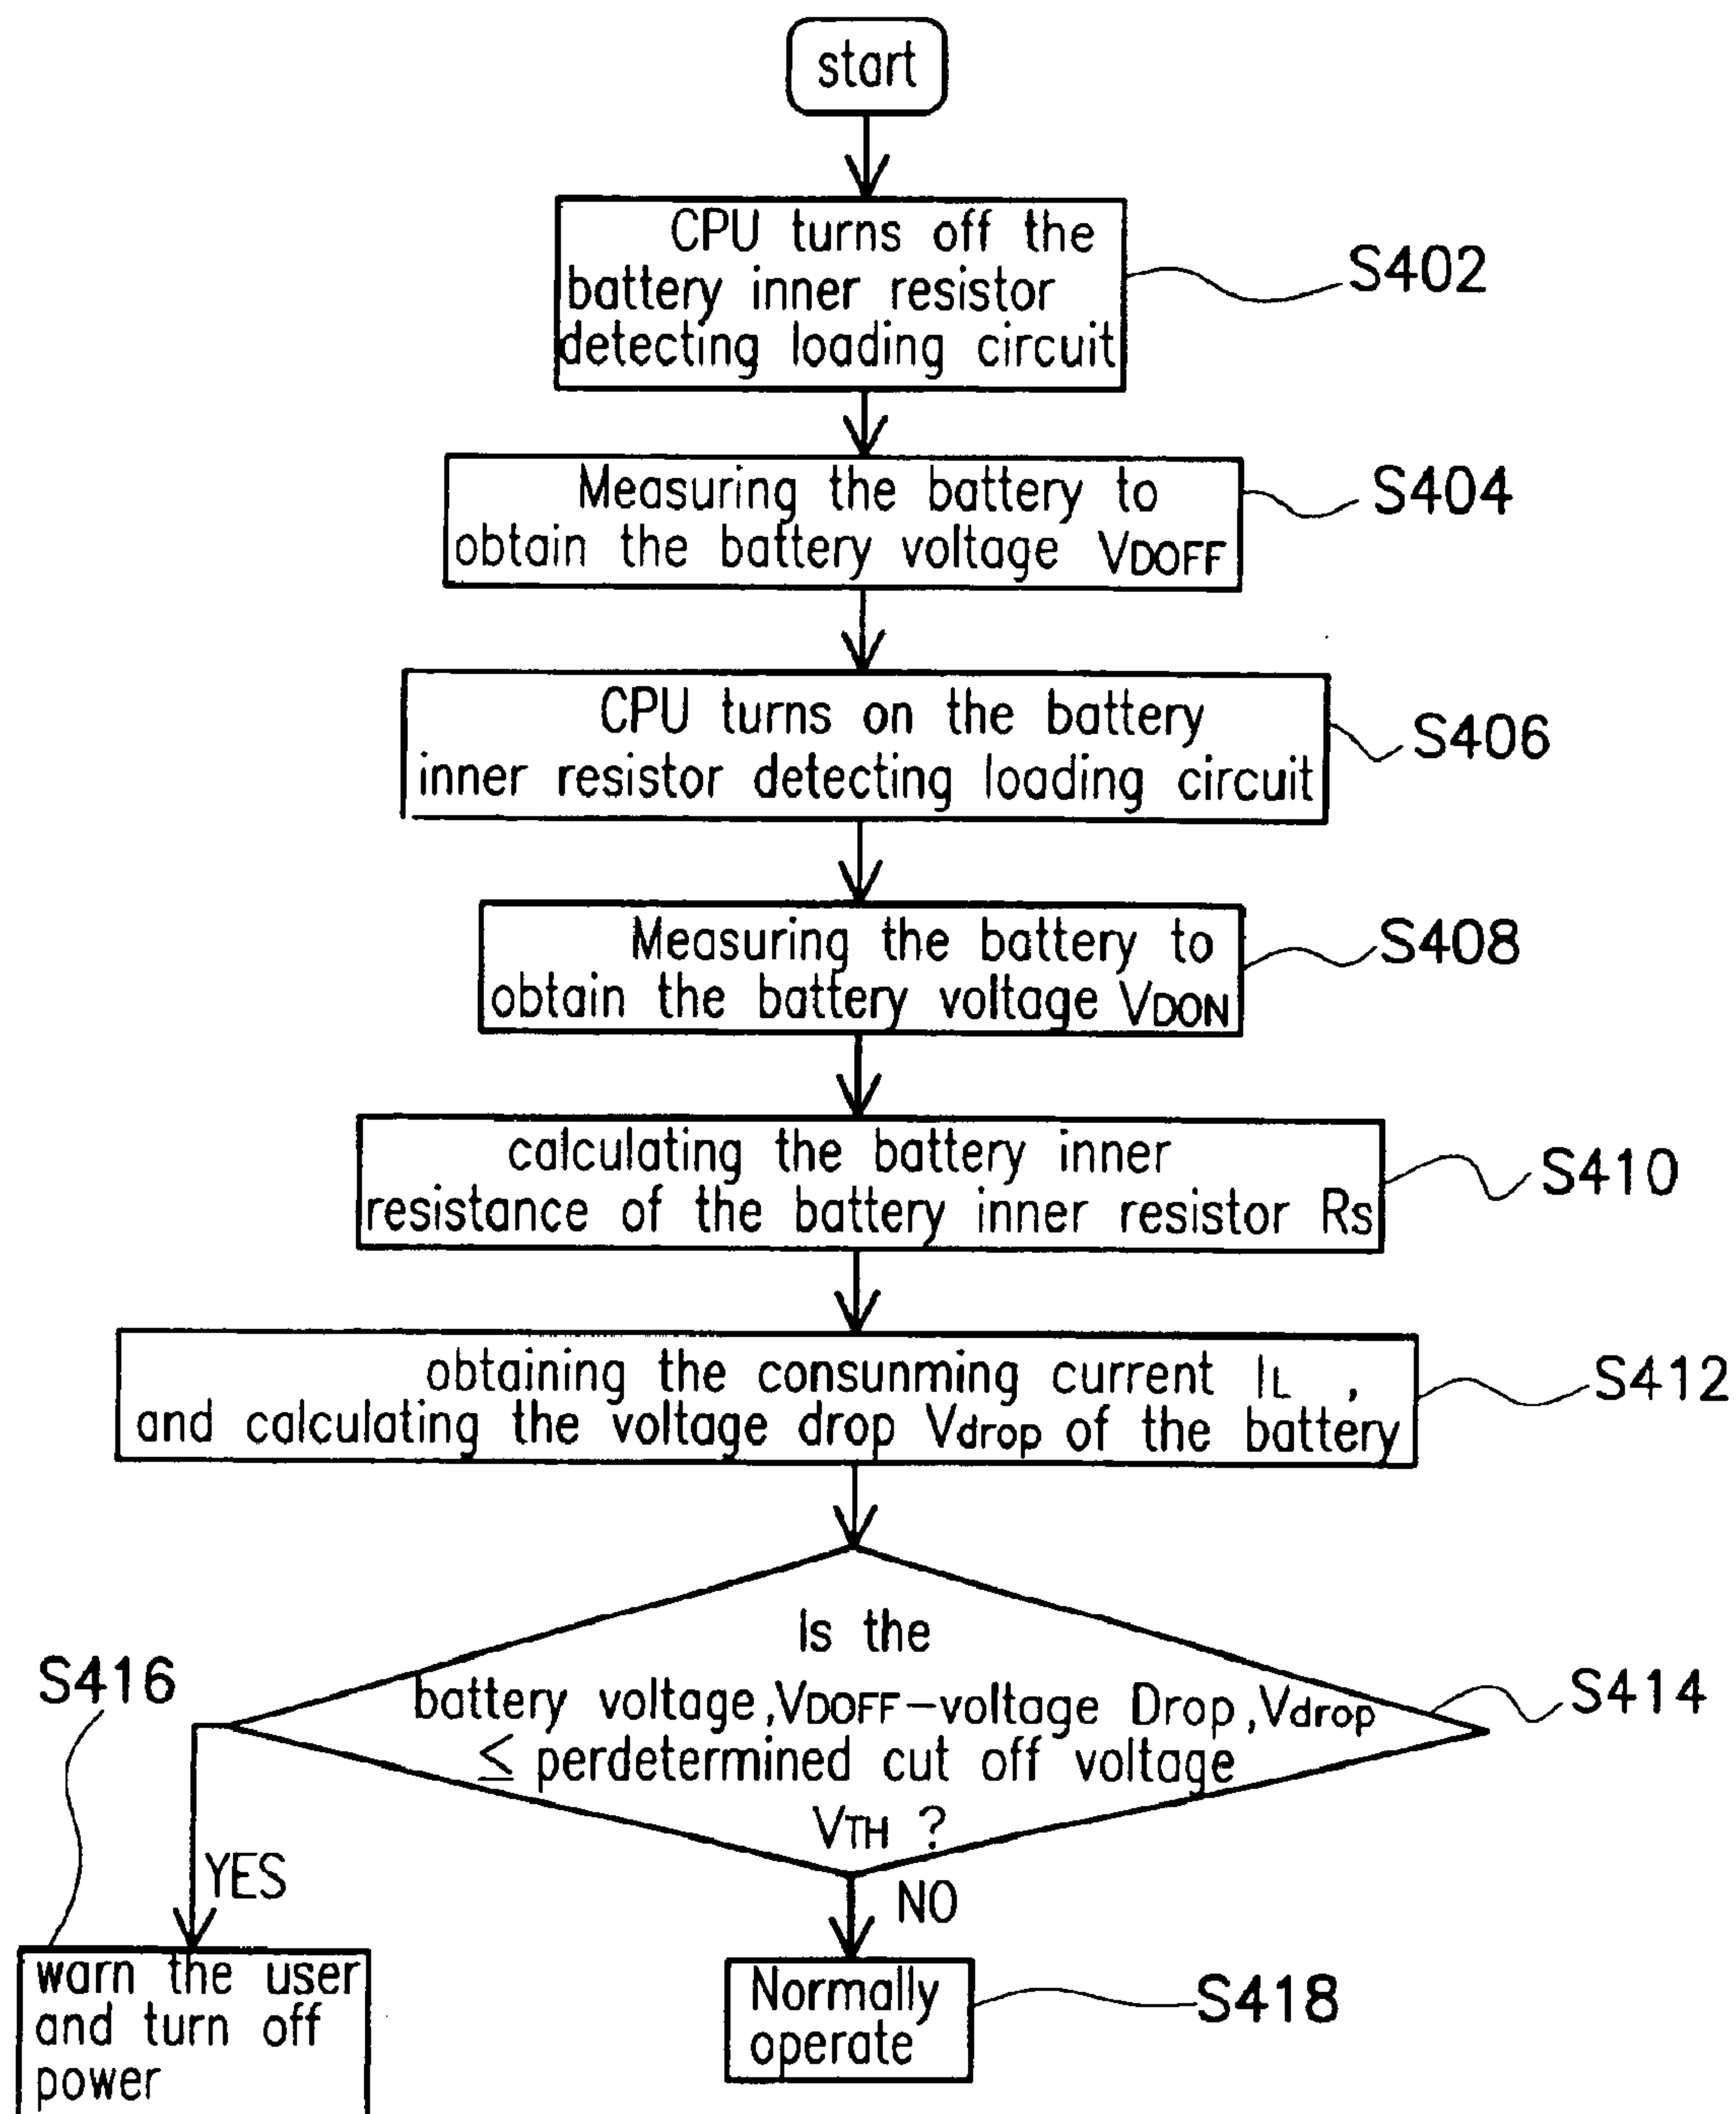 start
CPU turns off the
battery inner resistor
detecting loading circuit
S402
Measuring the battery to
obtain the battery voltage VDOFF
S404
CPU turns on the battery
inner resistor detecting loading circuit
S406
Measuring the battery to
obtain the battery voltage VDON
S408
calculating the battery inner
resistance of the battery inner resistor Rs
S410
obtaining the consunming current IL ,
and calculating the voltage drop Vdrop of the battery
S412
Is the
battery voltage,VDOFF-voltage Drop,Vdrop
≤ perdetermined cut off voltage
VTH ?
S414
S416
YES
NO
warn the user
and turn off
power
Normally
operate
S418